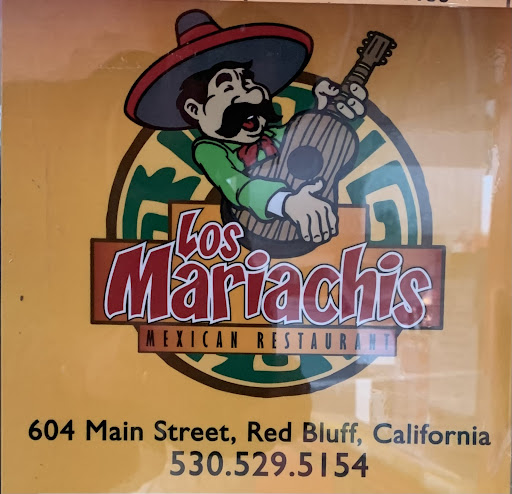 Los
Mariachis
MEXICAN RESTAURANT
604 Main Street, Red Bluff, California
530.529.5154